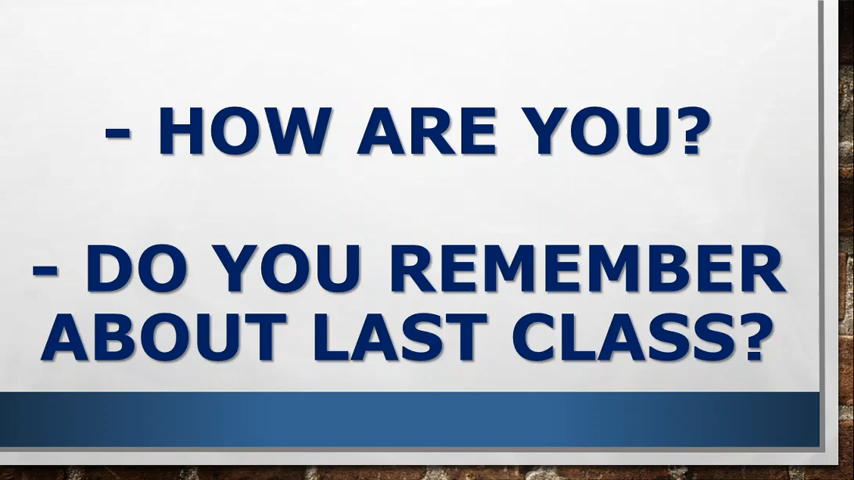 - HOW ARE YOU?
- DO YOU REMEMBER
ABOUT LAST CLASS?